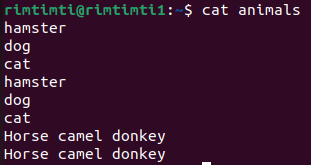 rimtimti@rimtimti1:~$ cat animals
hamster
dog
cat
hamster
dog
cat
Horse camel donkey
Horse camel donkey